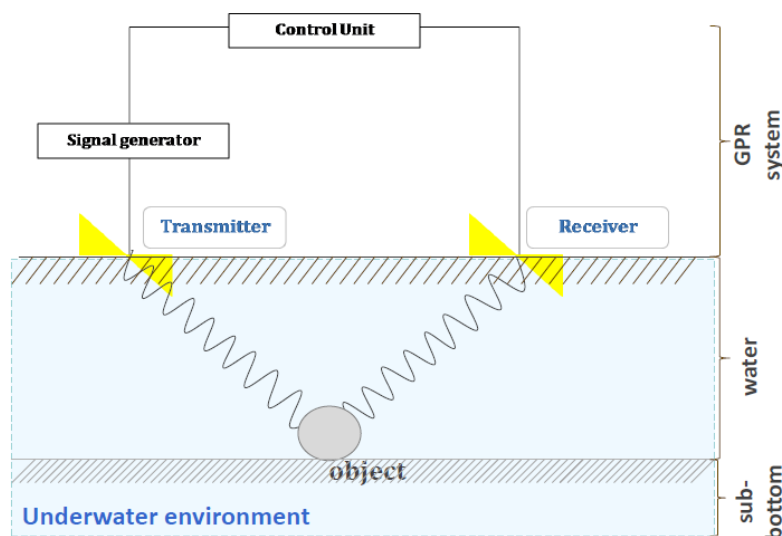 Control Unit
Signal generator
Transmitter
Receiver
GPR
system
water
object
sub-
bottom
Underwater environment